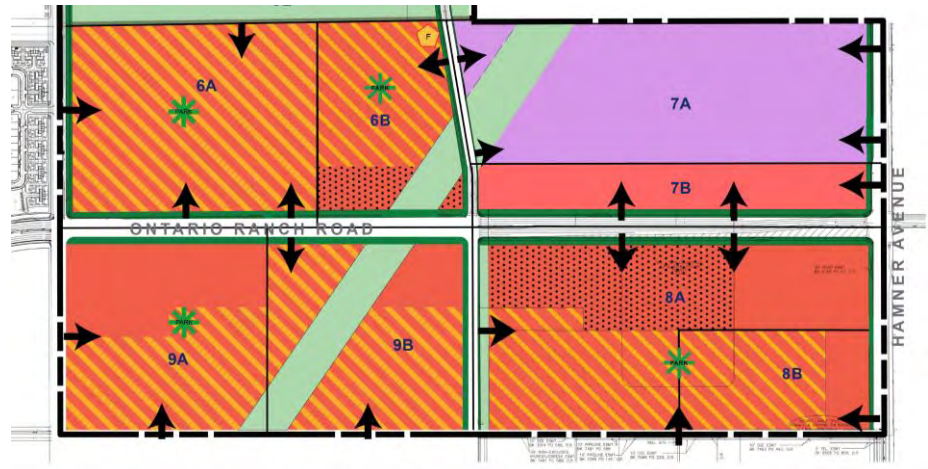 F
6A
PARK
PARK
6B
7A
7B
ONTARIO RANCH ROAD
HAMNER AVENUE
8A
PARK
9A
9B
PARK
8B